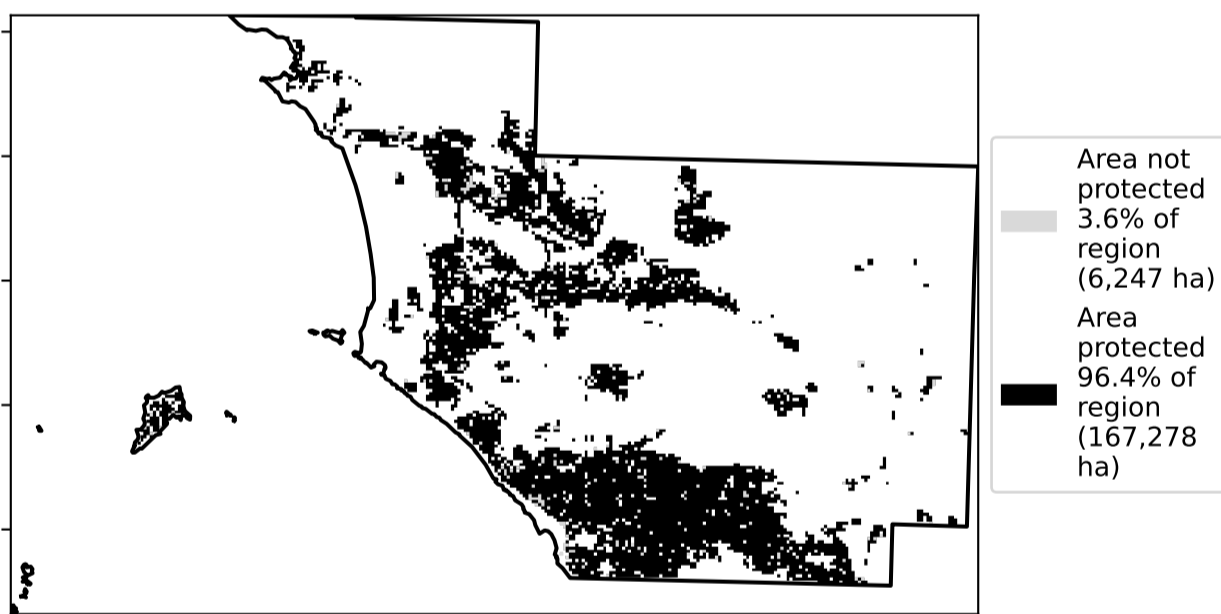 Area not
protected
3.6% of
region
(6,247 ha)
Area
protected
96.4% of
region
(167,278
ha)